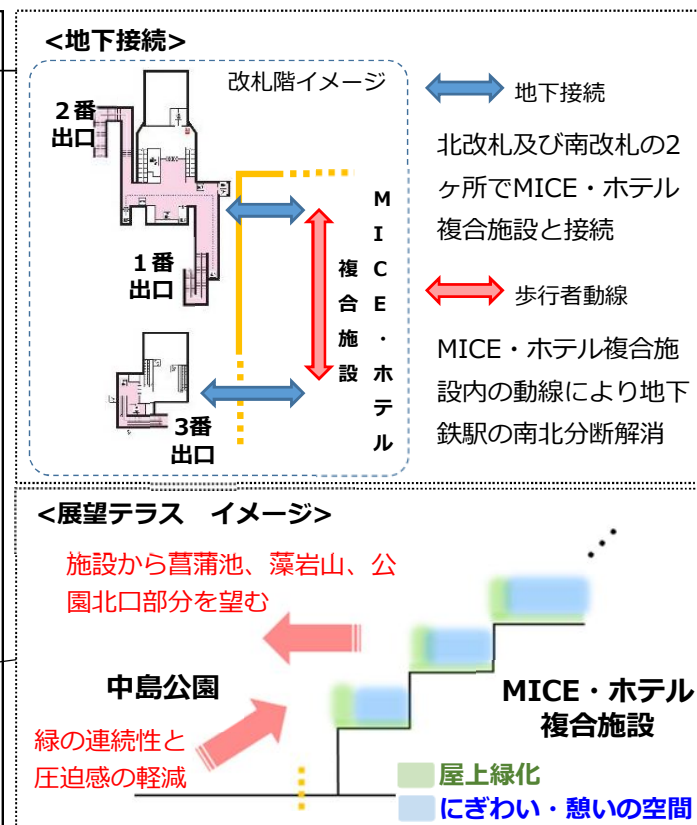 <地下接続>
改札階イメージ
2番
出口
1番
出口
3番
出口
MICE・ホテル
複合施設
地下接続
北改札及び南改札の2
ヶ所でMICE・ホテル
複合施設と接続
歩行者動線
MICE・ホテル複合施
設内の動線により地下
鉄駅の南北分断解消
<展望テラス　イメージ>
施設から菖蒲池、藻岩山、公
園北口部分を望む
中島公園
緑の連続性と
圧迫感の軽減
MICE・ホテル
複合施設
屋上緑化
にぎわい・憩いの空間